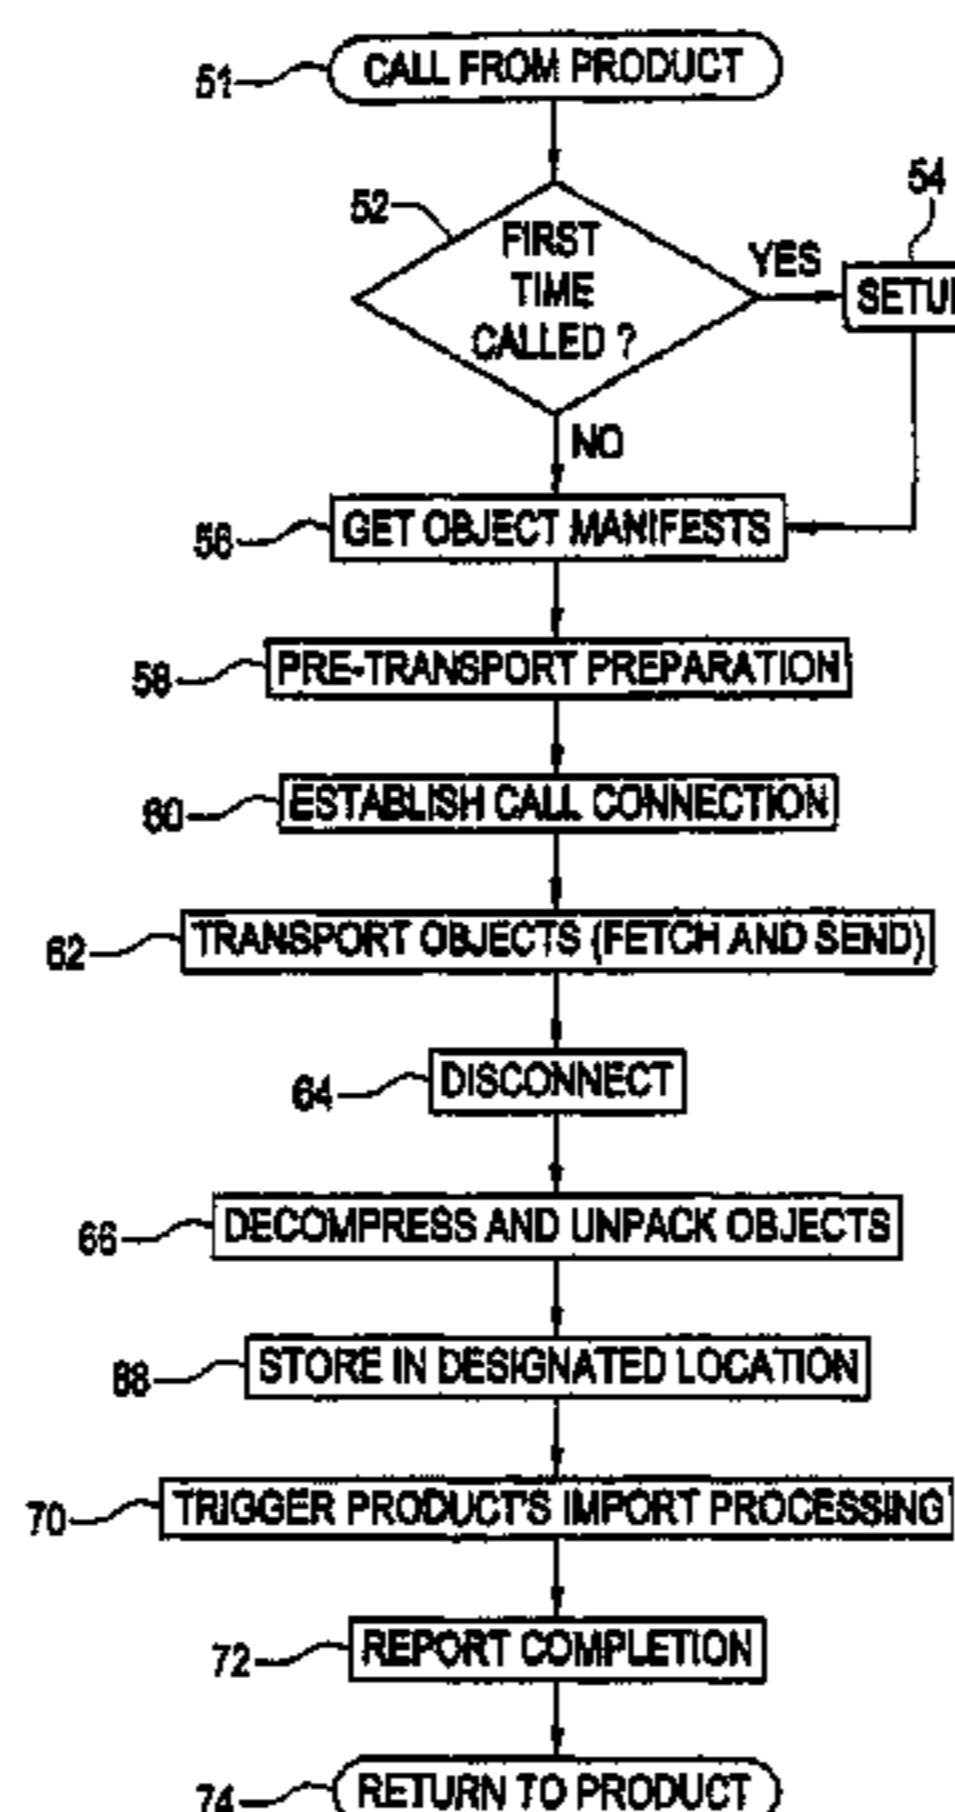 51
CALL FROM PRODUCT
52
FIRST
TIME
CALLED ?
YES
54
SETU
NO
56
GET OBJECT MANIFESTS
58
PRE-TRANSPORT PREPARATION
60
ESTABLISH CALL CONNECTION
62
TRANSPORT OBJECTS (FETCH AND SEND)
64
DISCONNECT
66
DECOMPRESS AND UNPACK OBJECTS
68
STORE IN DESIGNATED LOCATION
70
TRIGGER PRODUCT'S IMPORT PROCESSING
72
REPORT COMPLETION
74
RETURN TO PRODUCT